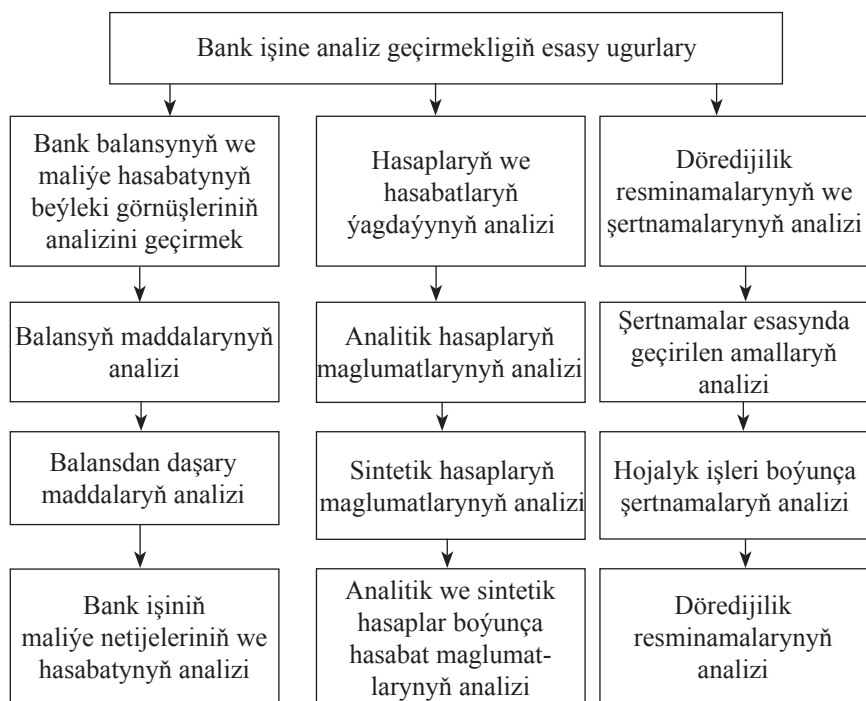 Bank işine analiz geçirmekligiň esasy ugurlary
Bank balansynyň we
maliýe hasabatynyň
beýleki görnüşleriniň
analizini geçirmek
Balansyň maddalarynyň
analizi
Balansdan daşary
maddalaryň analizi
Bank işiniň
maliýe netijeleriniň we
hasabatynyň analizi
Hasaplaryň we
hasabatlaryň
ýagdaýynyň analizi
Analitik hasaplaryň
maglumatlarynyň analizi
Sintetik hasaplaryň
maglumatlarynyň analizi
Analitik we sintetik
hasaplar boýunça
hasabat maglumat-
larynyň analizi
Döredijilik
resminamalarynyň we
şertnamalarynyň analizi
Şertnamalar esasynda
geçirilen amallaryň
analizi
Hojalyk işleri boýunça
şertnamalaryň analizi
Döredijilik
resminamalarynyň
analizi